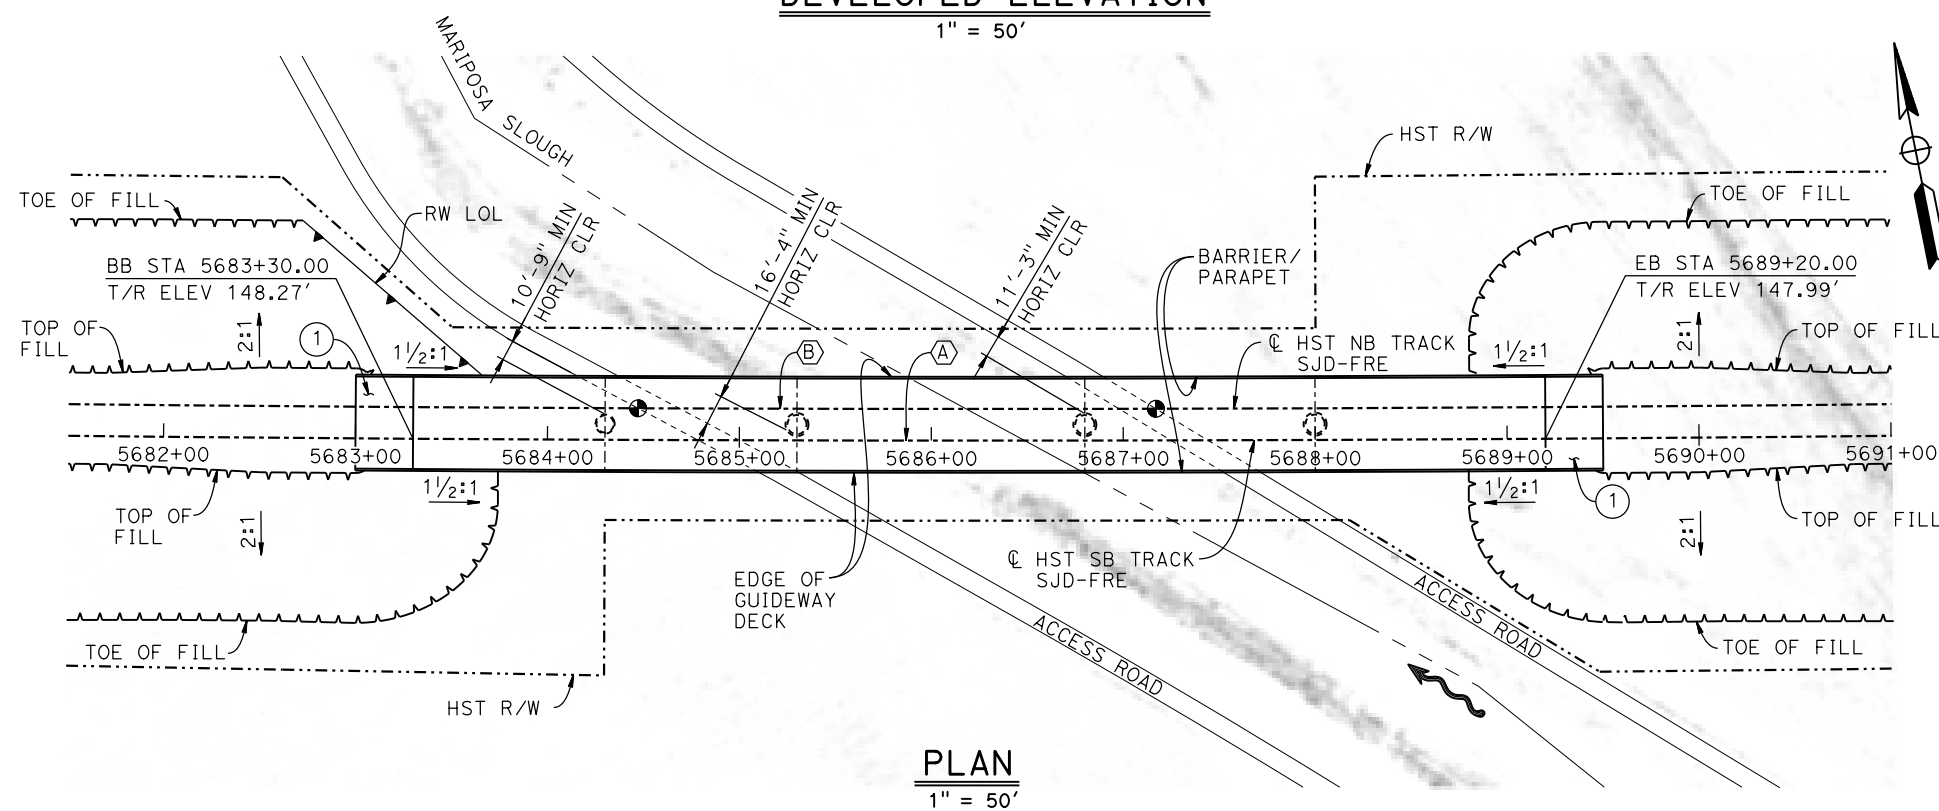 DEVELOPED ELEVATION
1" = 50'
MARIPOSA SLOUGH
HST R/W
TOE OF FILL
RW LOL
10'-9" MIN
HORIZ CLR
16'-4" MIN
HORIZ CLR
11'-3" MIN
HORIZ CLR
BARRIER/
PARAPET
TOE OF FILL
BB STA 5683+30.00
T/R ELEV 148.27'
EB STA 5689+20.00
T/R ELEV 147.99'
TOP OF
FILL
2:1
1
1½:1
B
A
℄ HST NB TRACK
SJD-FRE
1½:1
2:1
TOP OF FILL
5682+00
5683+00
5684+00
5685+00
5686+00
5687+00
5688+00
5689+00
5690+00
5691+00
1½:1
1½:1
1
TOP OF
FILL
2:1
2:1
TOP OF FILL
EDGE OF
GUIDEWAY
DECK
℄ HST SB TRACK
SJD-FRE
ACCESS ROAD
ACCESS ROAD
TOE OF FILL
TOE OF FILL
HST R/W
PLAN
1" = 50'